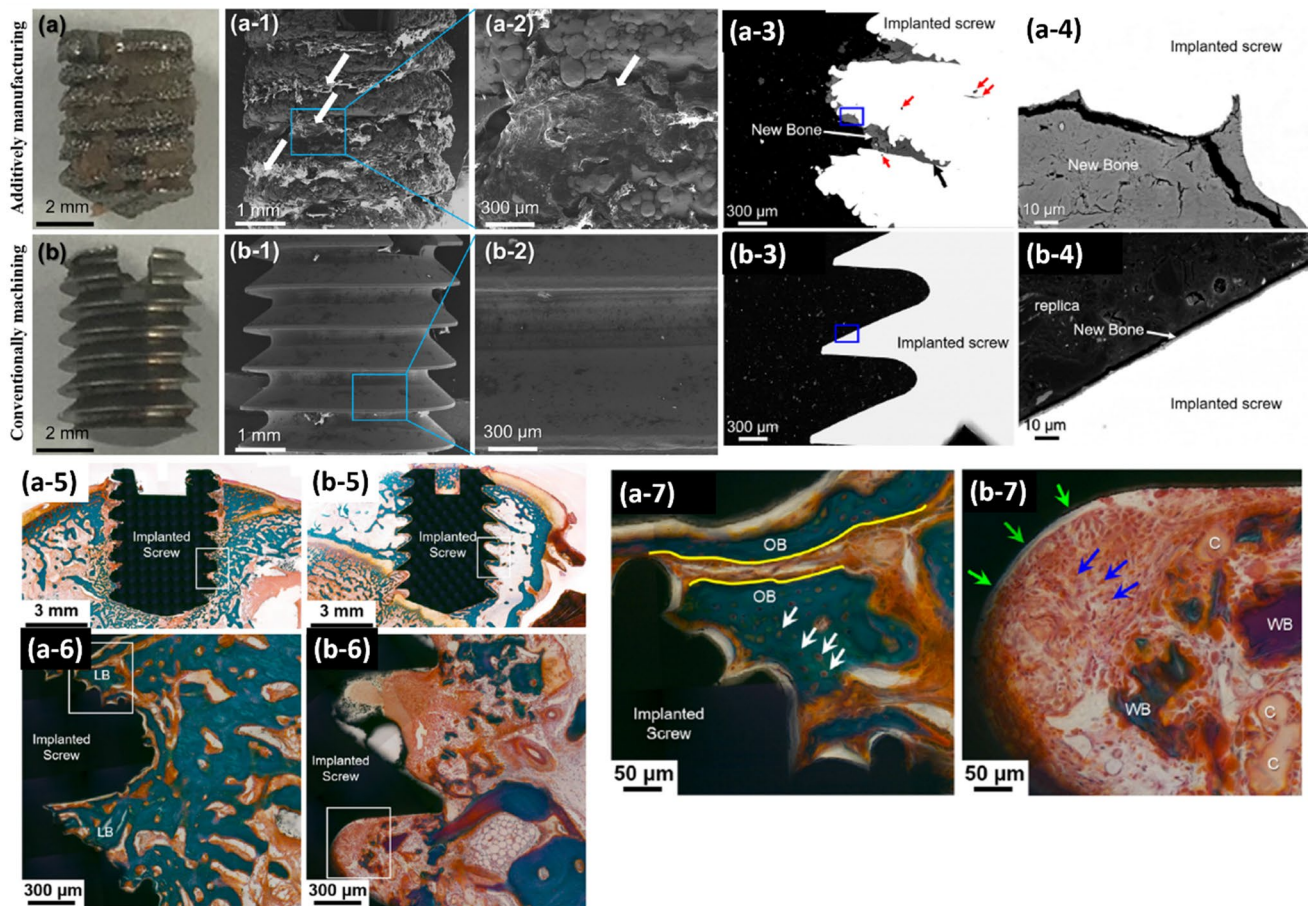 Additively manufacturing
(a)
2 mm
(a-1)
1 mm
(a-2)
300 µm
(a-3)
Implanted screw
New Bone
300 µm
(a-4)
Implanted screw
New Bone
10 µm
Conventionally machining
(b)
2 mm
(b-1)
1 mm
(b-2)
300 µm
(b-3)
Implanted screw
300 µm
(b-4)
replica
New Bone
Implanted screw
10 µm
(a-5)
Implanted
Screw
3 mm
(b-5)
Implanted
Screw
3 mm
(a-6)
LB
Implanted
Screw
LB
300 µm
(b-6)
Implanted
Screw
300 µm
(a-7)
OB
OB
Implanted
Screw
50 µm
(b-7)
C
WB
WB
C
C
50 µm